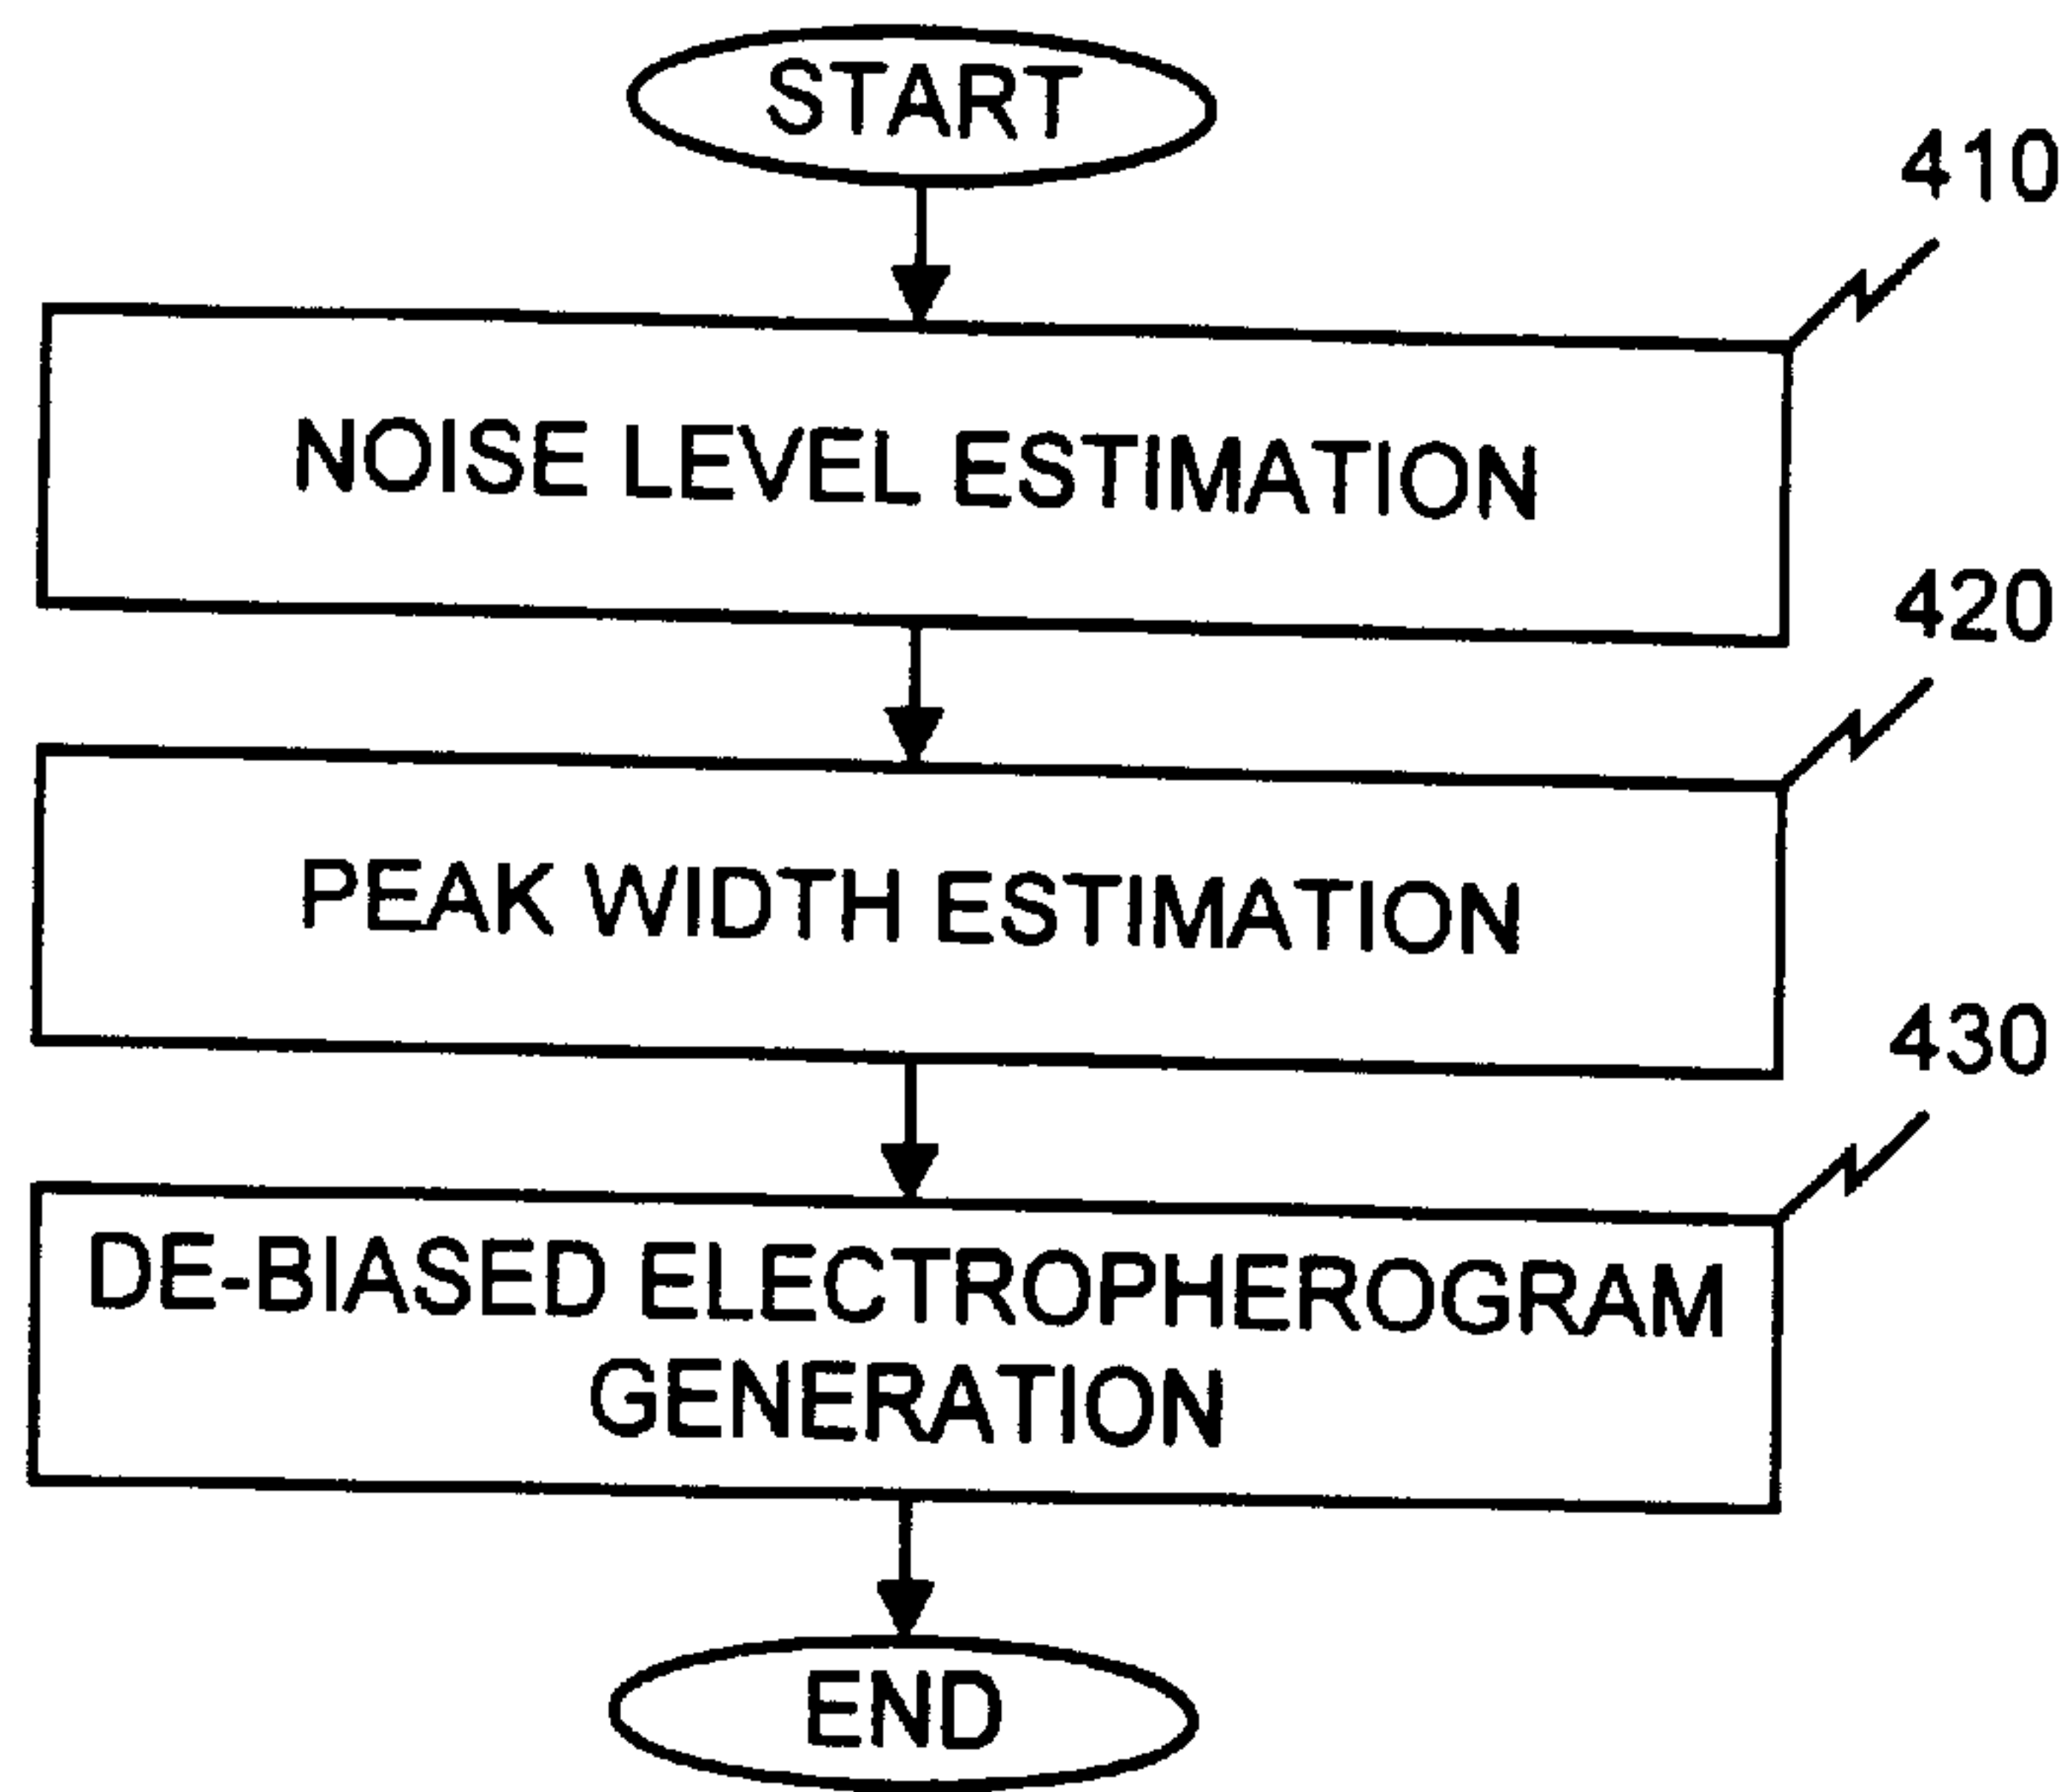 START
410
NOISE LEVEL ESTIMATION
420
PEAK WIDTH ESTIMATION
430
DE-BIASED ELECTROPHEROGRAM
GENERATION
END